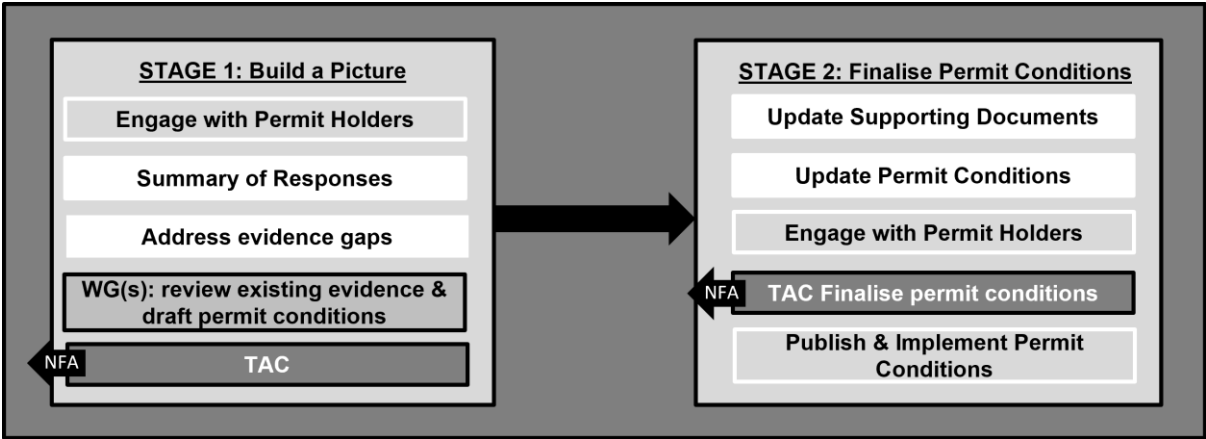 STAGE 1: Build a Picture
Engage with Permit Holders
Summary of Responses
Address evidence gaps
WG(s): review existing evidence &
draft permit conditions
NFA
TAC
STAGE 2: Finalise Permit Conditions
Update Supporting Documents
Update Permit Conditions
Engage with Permit Holders
NFA
TAC Finalise permit conditions
Publish & Implement Permit
Conditions